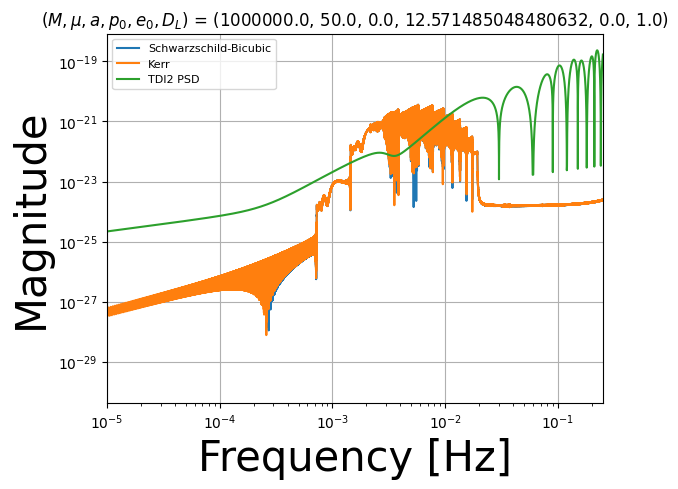 (M, μ, a, p₀, e₀, D_L) = (1000000.0, 50.0, 0.0, 12.571485048480632, 0.0, 1.0)
Schwarzschild-Bicubic
Kerr
TDI2 PSD
Magnitude
10⁻¹⁹
10⁻²¹
10⁻²³
10⁻²⁵
10⁻²⁷
10⁻²⁹
10⁻⁵ 10⁻⁴ 10⁻³ 10⁻² 10⁻¹
Frequency [Hz]